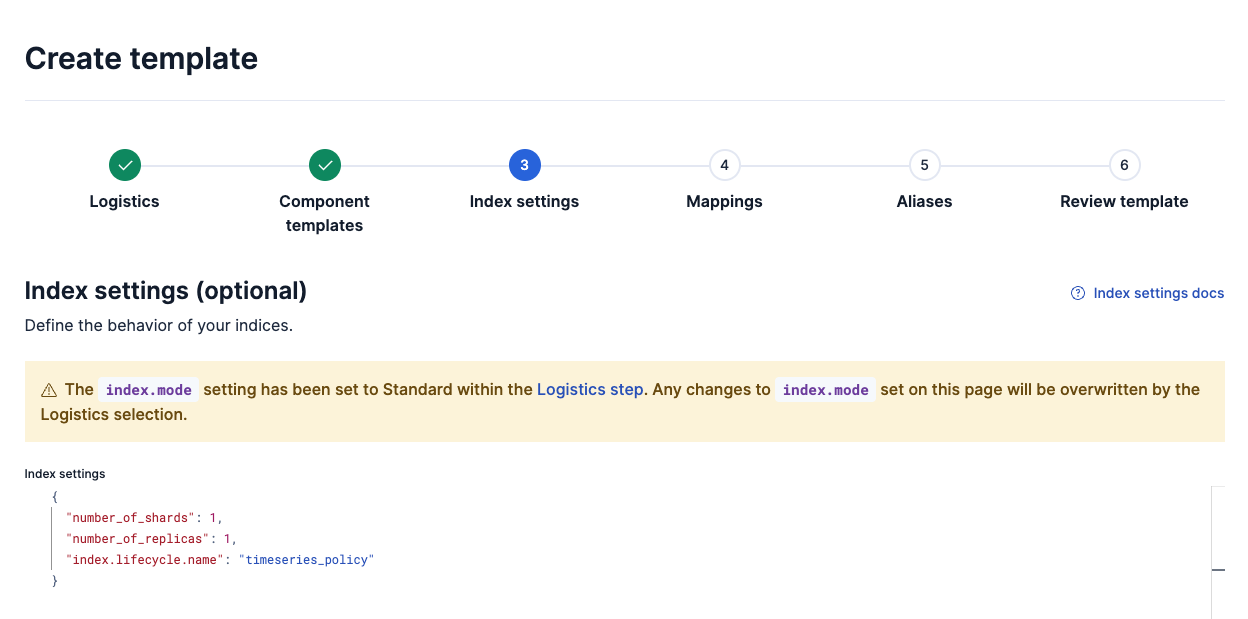 Create template
3
4
5
6
Logistics
Component
templates
Index settings
Mappings
Aliases
Review template
Index settings (optional)
Index settings docs
Define the behavior of your indices.
The index.mode setting has been set to Standard within the Logistics step. Any changes to index.mode set on this page will be overwritten by the
Logistics selection.
Index settings
{
"number_of_shards": 1,
"number_of_replicas": 1,
"index.lifecycle.name": "timeseries_policy"
}